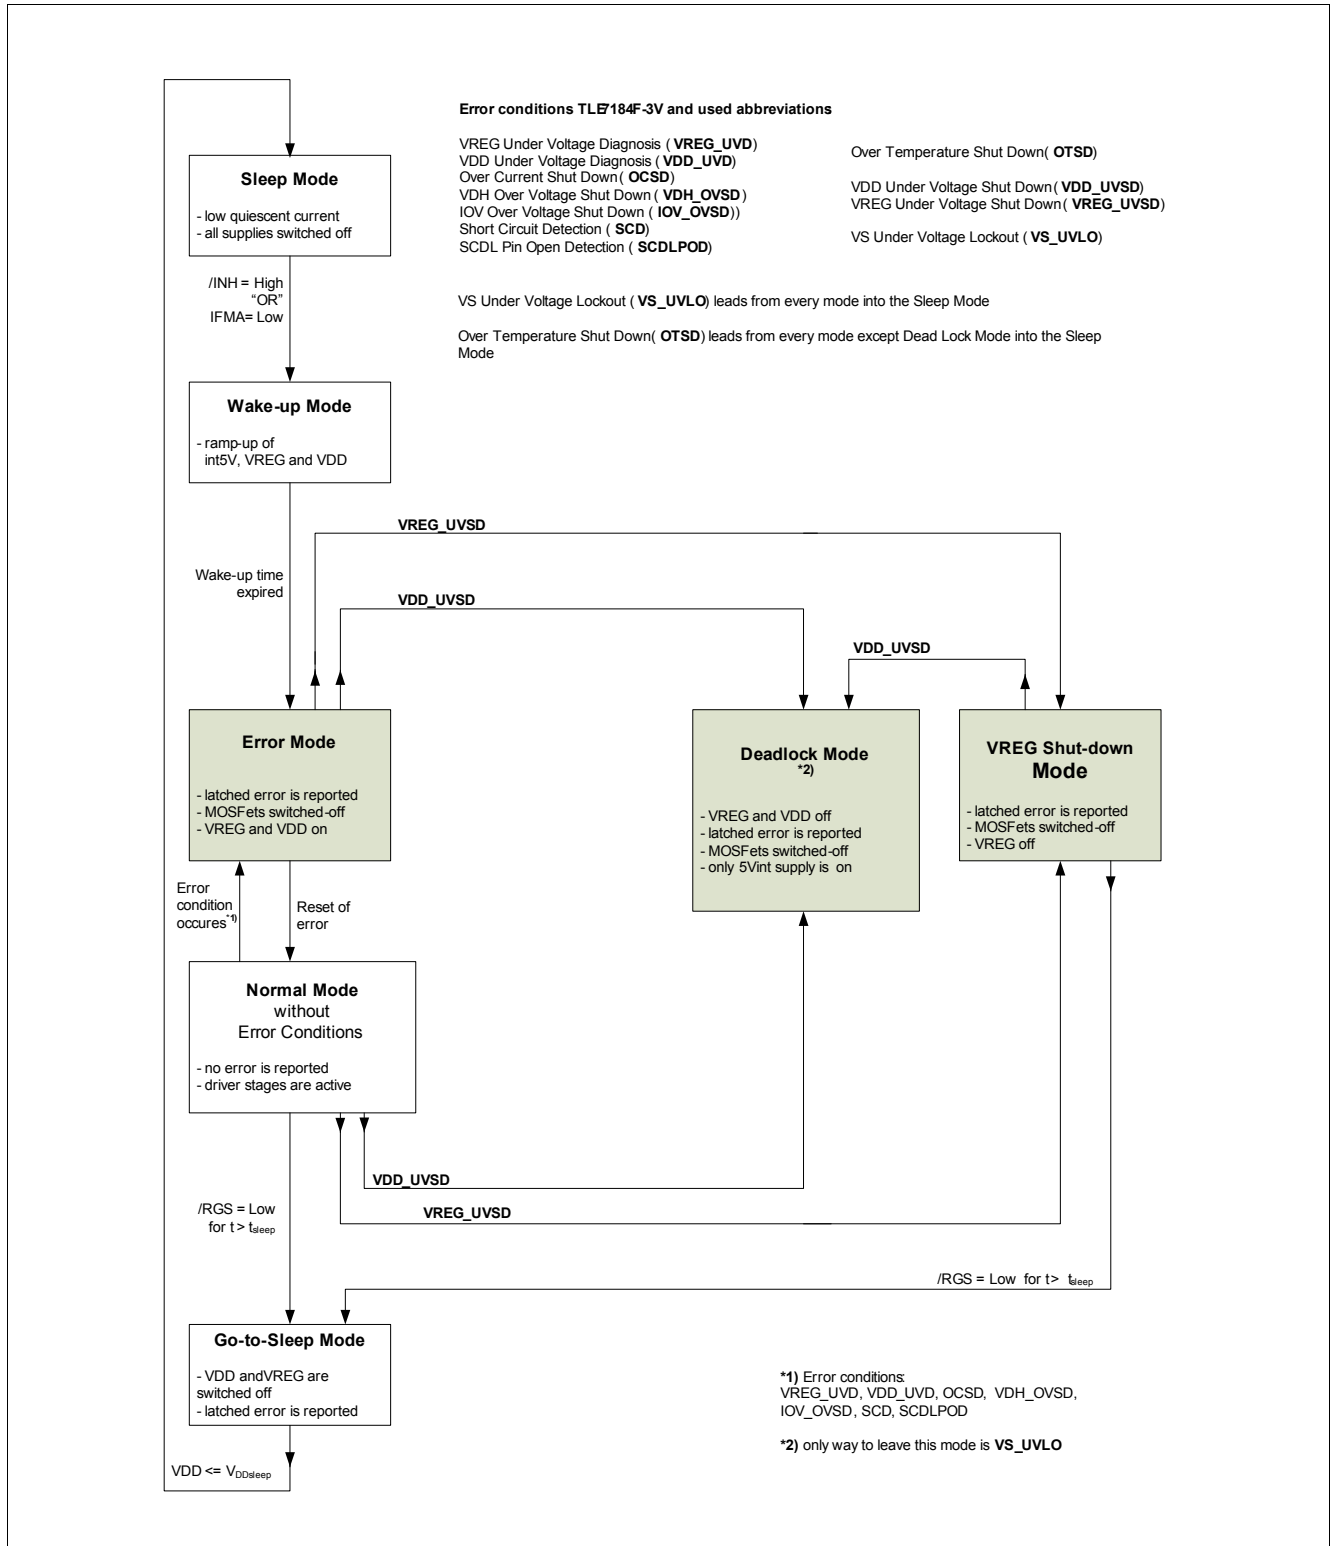 Error conditions TLE7184F-3V and used abbreviations
VREG Under Voltage Diagnosis ( VREG_UVD)
VDD Under Voltage Diagnosis ( VDD_UVD)
Over Current Shut Down ( OCSD)
VDH Over Voltage Shut Down ( VDH_OVSD)
IOV Over Voltage Shut Down ( IOV_OVSD))
Short Circuit Detection ( SCD)
SCDL Pin Open Detection ( SCDLPOD)
Over Temperature Shut Down( OTSD)
VDD Under Voltage Shut Down( VDD_UVSD)
VREG Under Voltage Shut Down( VREG_UVSD)
VS Under Voltage Lockout ( VS_UVLO)
VS Under Voltage Lockout ( VS_UVLO) leads from every mode into the Sleep Mode
Over Temperature Shut Down( OTSD) leads from every mode except Dead Lock Mode into the Sleep
Mode
Sleep Mode
- low quiescent current
- all supplies switched off
/INH = High
“OR”
IFMA= Low
Wake-up Mode
- ramp-up of
int5V, VREG and VDD
VREG_UVSD
Wake-up time
expired
VDD_UVSD
VDD_UVSD
Error Mode
- latched error is reported
- MOSFets switched-off
- VREG and VDD on
Deadlock Mode
*2)
- VREG and VDD off
- latched error is reported
- MOSFets switched-off
- only 5Vint supply is on
VREG Shut-down
Mode
- latched error is reported
- MOSFets switched-off
- VREG off
Error
condition
occures*1)
Reset of
error
Normal Mode
without
Error Conditions
- no error is reported
- driver stages are active
VDD_UVSD
VREG_UVSD
/RGS = Low
for t > tsleep
/RGS = Low for t > tsleep
Go-to-Sleep Mode
- VDD andVREG are
switched off
- latched error is reported
VDD <= VDDsleep
*1) Error conditions:
VREG_UVD, VDD_UVD, OCSD, VDH_OVSD,
IOV_OVSD, SCD, SCDLPOD
*2) only way to leave this mode is VS_UVLO